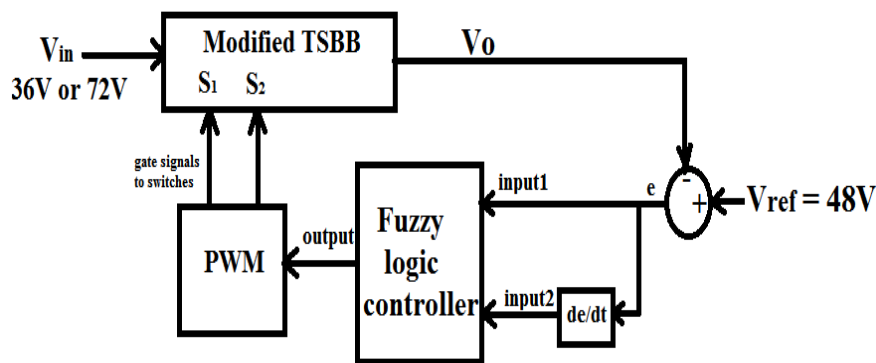 Vin
36V or 72V
Modified TSBB
S1
S2
Vo
gate signals
to switches
PWM
output
Fuzzy
logic
controller
input1
input2
de/dt
e
-
+
Vref = 48V